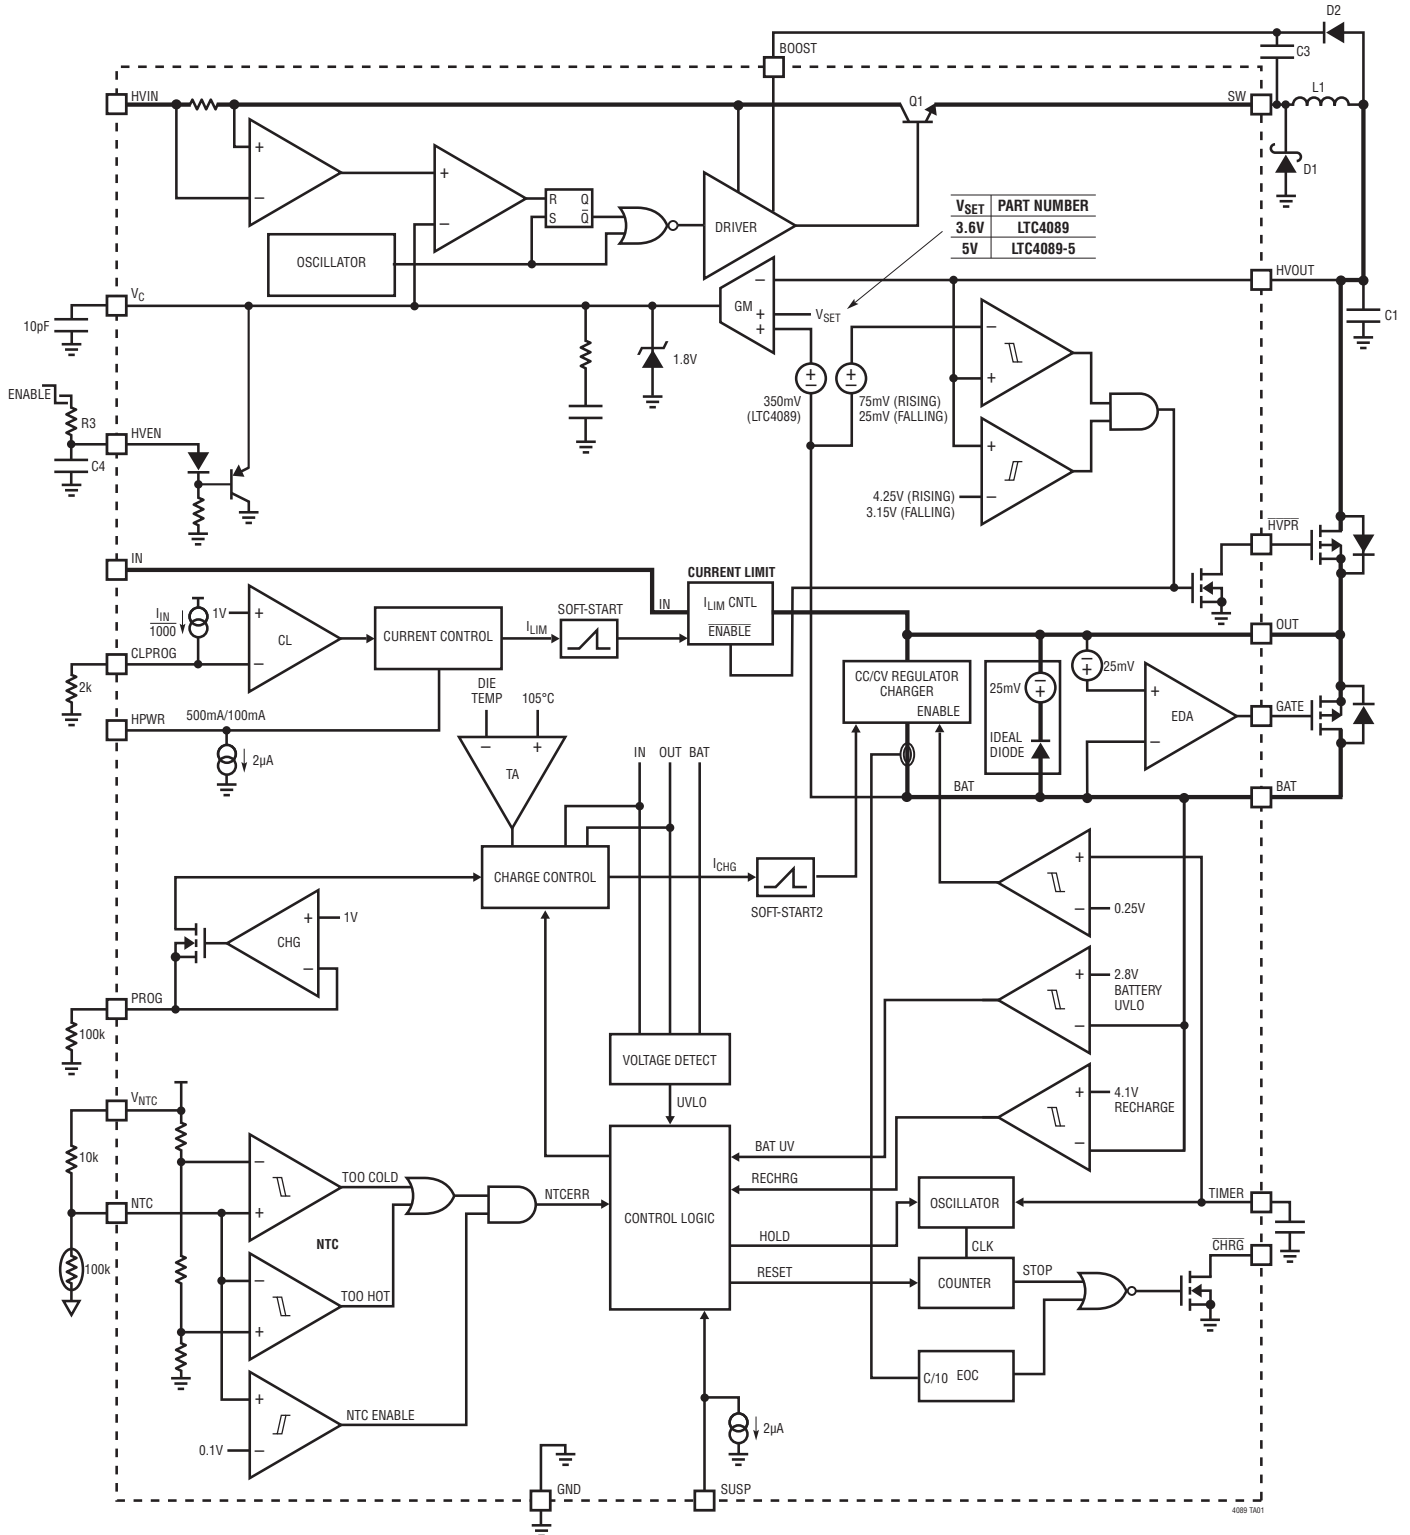 D2
BOOST
C3
HVIN
Q1
SW
L1
D1
+
−
+
−
R Q
S Q̅
DRIVER
OSCILLATOR
VSET PART NUMBER
3.6V LTC4089
5V LTC4089-5
VC
GM
−
+
+
VSET
HVOUT
10pF
1.8V
C1
+
−
+
−
350mV
(LTC4089)
75mV (RISING)
25mV (FALLING)
−
+
ENABLE
R3
HVEN
C4
+
−
4.25V (RISING)
3.15V (FALLING)
H̅V̅P̅R̅
IN
CURRENT LIMIT
IN
ILIM CNTL
E̅N̅A̅B̅L̅E̅
IIN
1000
1V
+
−
CL
CURRENT CONTROL
ILIM
SOFT-START
OUT
CLPROG
2k
CC/CV REGULATOR
CHARGER
ENABLE
25mV
−
+
IDEAL
DIODE
−
+
25mV
+
−
EDA
GATE
HPWR
500mA/100mA
2µA
DIE
TEMP
105°C
−
+
TA
IN
OUT
BAT
BAT
BAT
CHARGE CONTROL
ICHG
SOFT-START2
+
−
0.25V
CHG
+
−
1V
+
−
2.8V
BATTERY
UVLO
PROG
100k
VOLTAGE DETECT
UVLO
+
−
4.1V
RECHARGE
VNTC
10k
−
+
TOO COLD
NTC
NTC
NTCERR
CONTROL LOGIC
BAT UV
RECHRG
HOLD
RESET
OSCILLATOR
CLK
COUNTER
STOP
TIMER
C̅H̅R̅G̅
100k
−
+
TOO HOT
C/10 EOC
+
−
NTC ENABLE
0.1V
2µA
GND
SUSP
4089 TA01